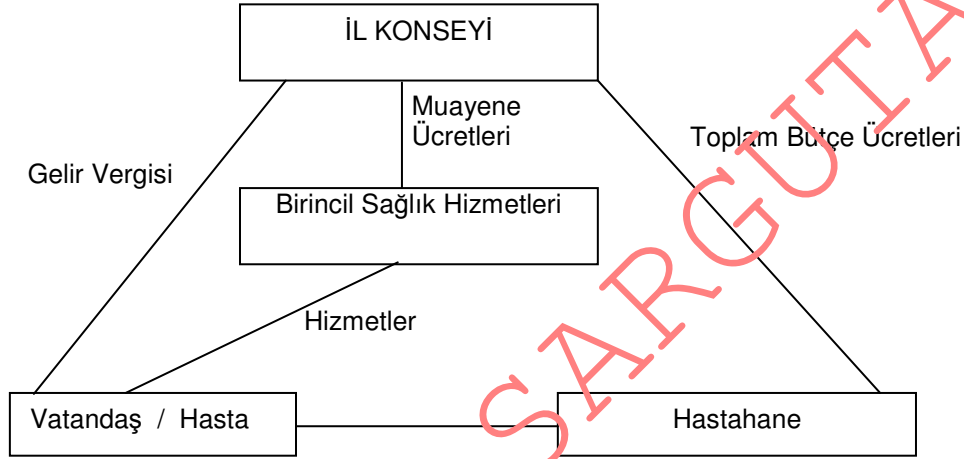 İL KONSEYİ
Muayene
Ücretleri
Toplam Bütçe Ücretleri
Gelir Vergisi
Birincil Sağlık Hizmetleri
Hizmetler
Vatandaş / Hasta
Hastahane
SARGUTA